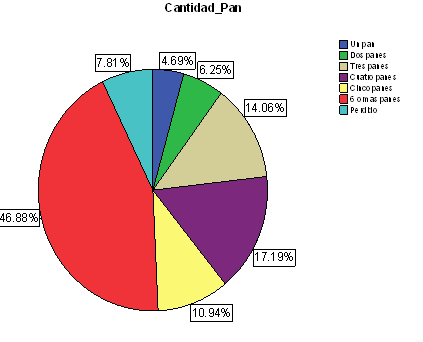 Cantidad_Pan
Un pan
Dos panes
Tres panes
Cuatro panes
Cinco panes
6 o mas panes
Perdido
4.69%
7.81%
6.25%
14.06%
46.88%
17.19%
10.94%